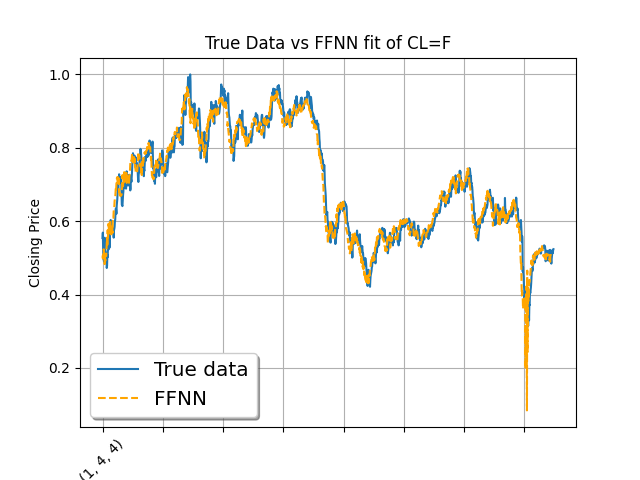 True Data vs FFNN fit of CL=F
1.0
0.8
0.6
0.4
0.2
Closing Price
True data
FFNN
(1, 4, 4)